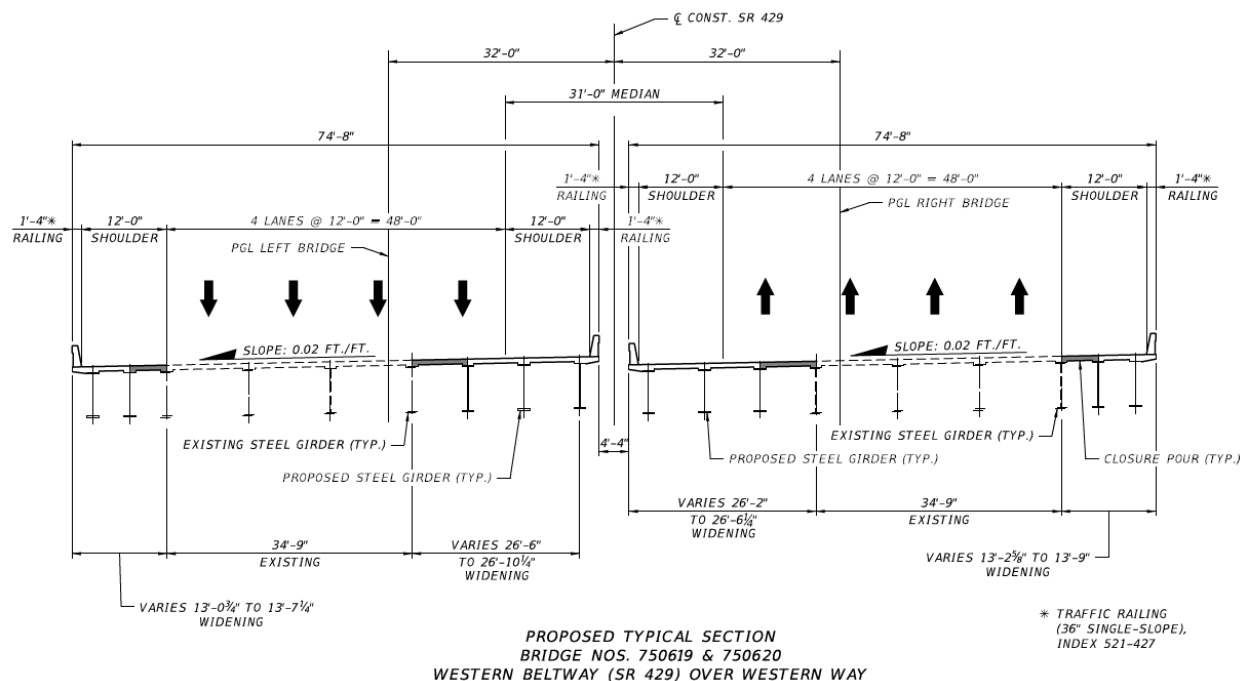 ℄ CONST. SR 429
32'-0"
32'-0"
31'-0" MEDIAN
74'-8"
74'-8"
1'-4"*
RAILING
12'-0"
SHOULDER
4 LANES @ 12'-0" = 48'-0"
12'-0"
SHOULDER
1'-4"*
RAILING
PGL RIGHT BRIDGE
1'-4"*
RAILING
12'-0"
SHOULDER
4 LANES @ 12'-0" = 48'-0"
12'-0"
SHOULDER
1'-4"*
RAILING
PGL LEFT BRIDGE
SLOPE: 0.02 FT./FT.
SLOPE: 0.02 FT./FT.
EXISTING STEEL GIRDER (TYP.)
PROPOSED STEEL GIRDER (TYP.)
4'-4"
EXISTING STEEL GIRDER (TYP.)
PROPOSED STEEL GIRDER (TYP.)
CLOSURE POUR (TYP.)
VARIES 26'-2"
TO 26'-6¼"
WIDENING
34'-9"
EXISTING
VARIES 13'-2⅝" TO 13'-9"
WIDENING
34'-9"
EXISTING
VARIES 26'-6"
TO 26'-10¼"
WIDENING
VARIES 13'-0¾" TO 13'-7¼"
WIDENING
* TRAFFIC RAILING
(36" SINGLE-SLOPE),
INDEX 521-427
PROPOSED TYPICAL SECTION
BRIDGE NOS. 750619 & 750620
WESTERN BELTWAY (SR 429) OVER WESTERN WAY